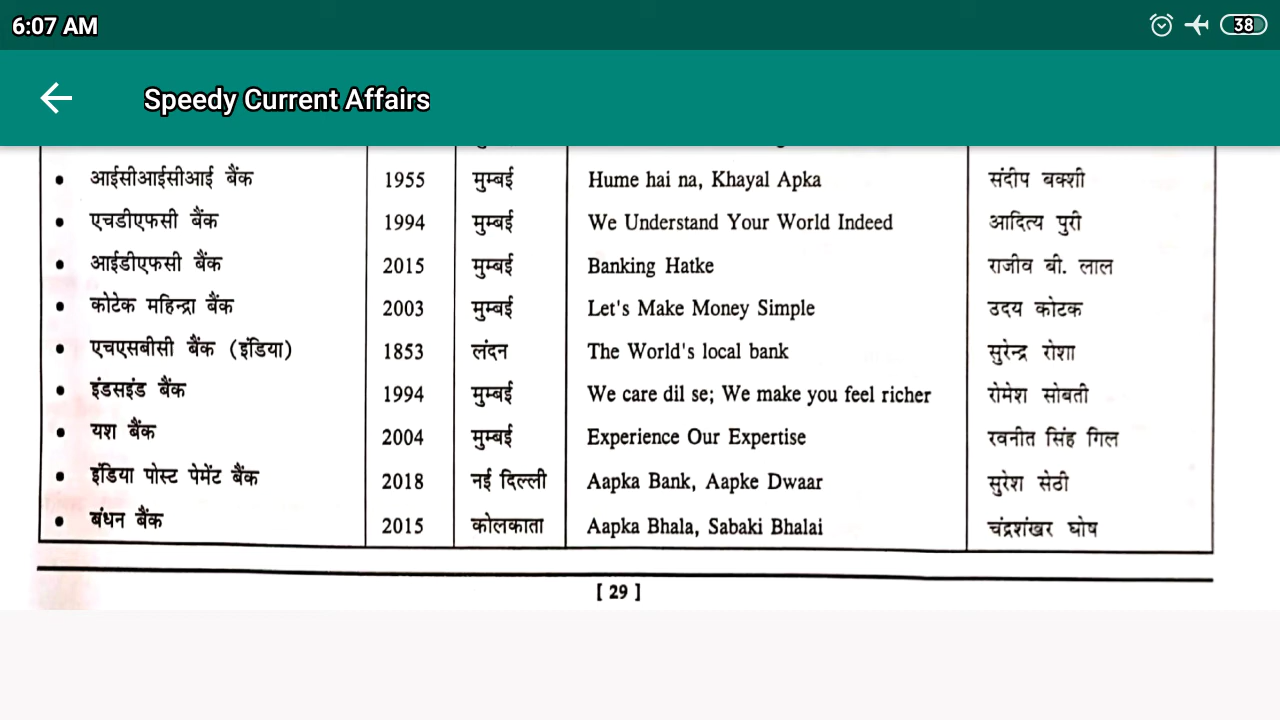 6:07 AM
38
Speedy Current Affairs
• आईसीआईसीआई बैंक 1955 मुम्बई Hume hai na, Khayal Apka संदीप बक्शी
• एचडीएफसी बैंक 1994 मुम्बई We Understand Your World Indeed आदित्य पुरी
• आईडीएफसी बैंक 2015 मुम्बई Banking Hatke राजीव बी. लाल
• कोटेक महिन्द्रा बैंक 2003 मुम्बई Let's Make Money Simple उदय कोटक
• एचएसबीसी बैंक (इंडिया) 1853 लंदन The World's local bank सुरेन्द्र रोशा
• इंडसइंड बैंक 1994 मुम्बई We care dil se; We make you feel richer रोमेश सोबती
• यश बैंक 2004 मुम्बई Experience Our Expertise रवनीत सिंह गिल
• इंडिया पोस्ट पेमेंट बैंक 2018 नई दिल्ली Aapka Bank, Aapke Dwaar सुरेश सेठी
• बंधन बैंक 2015 कोलकाता Aapka Bhala, Sabaki Bhalai चंद्रशंखर घोष
[ 29 ]